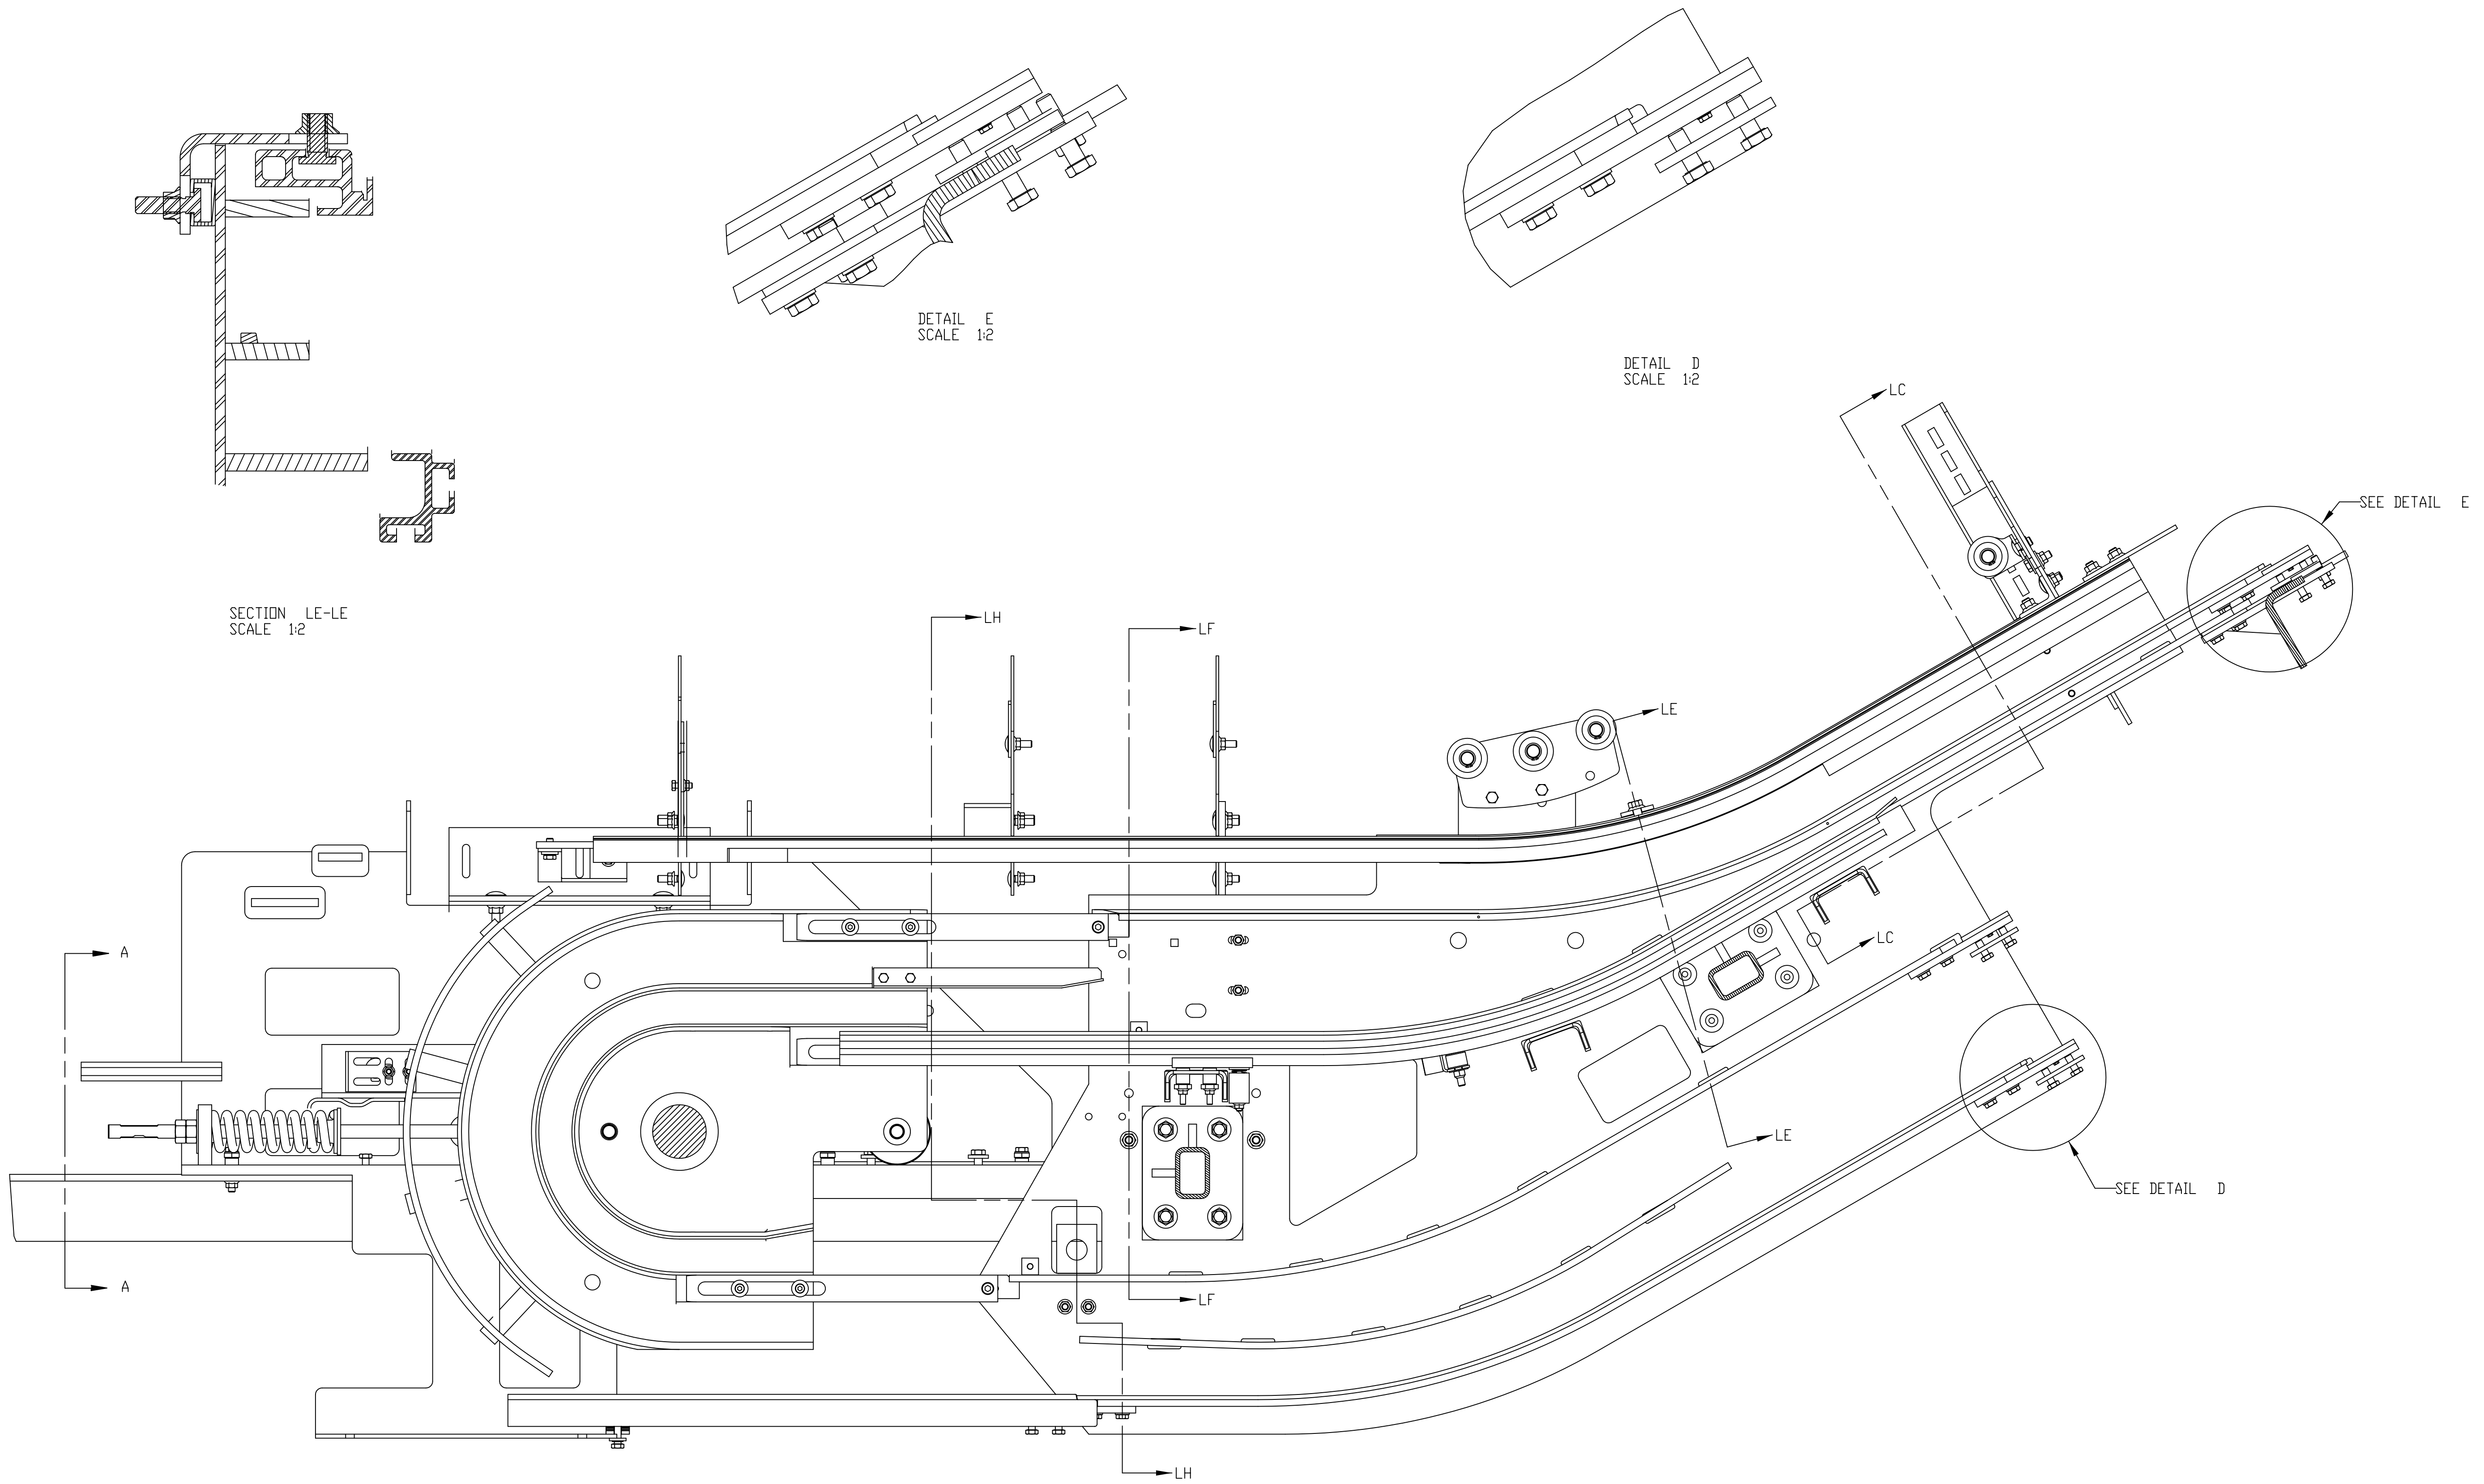 DETAIL E
SCALE 1:2
DETAIL D
SCALE 1:2
LC
SEE DETAIL E
SECTION LE-LE
SCALE 1:2
LH
LF
LE
A
LC
LE
SEE DETAIL D
A
LF
LH